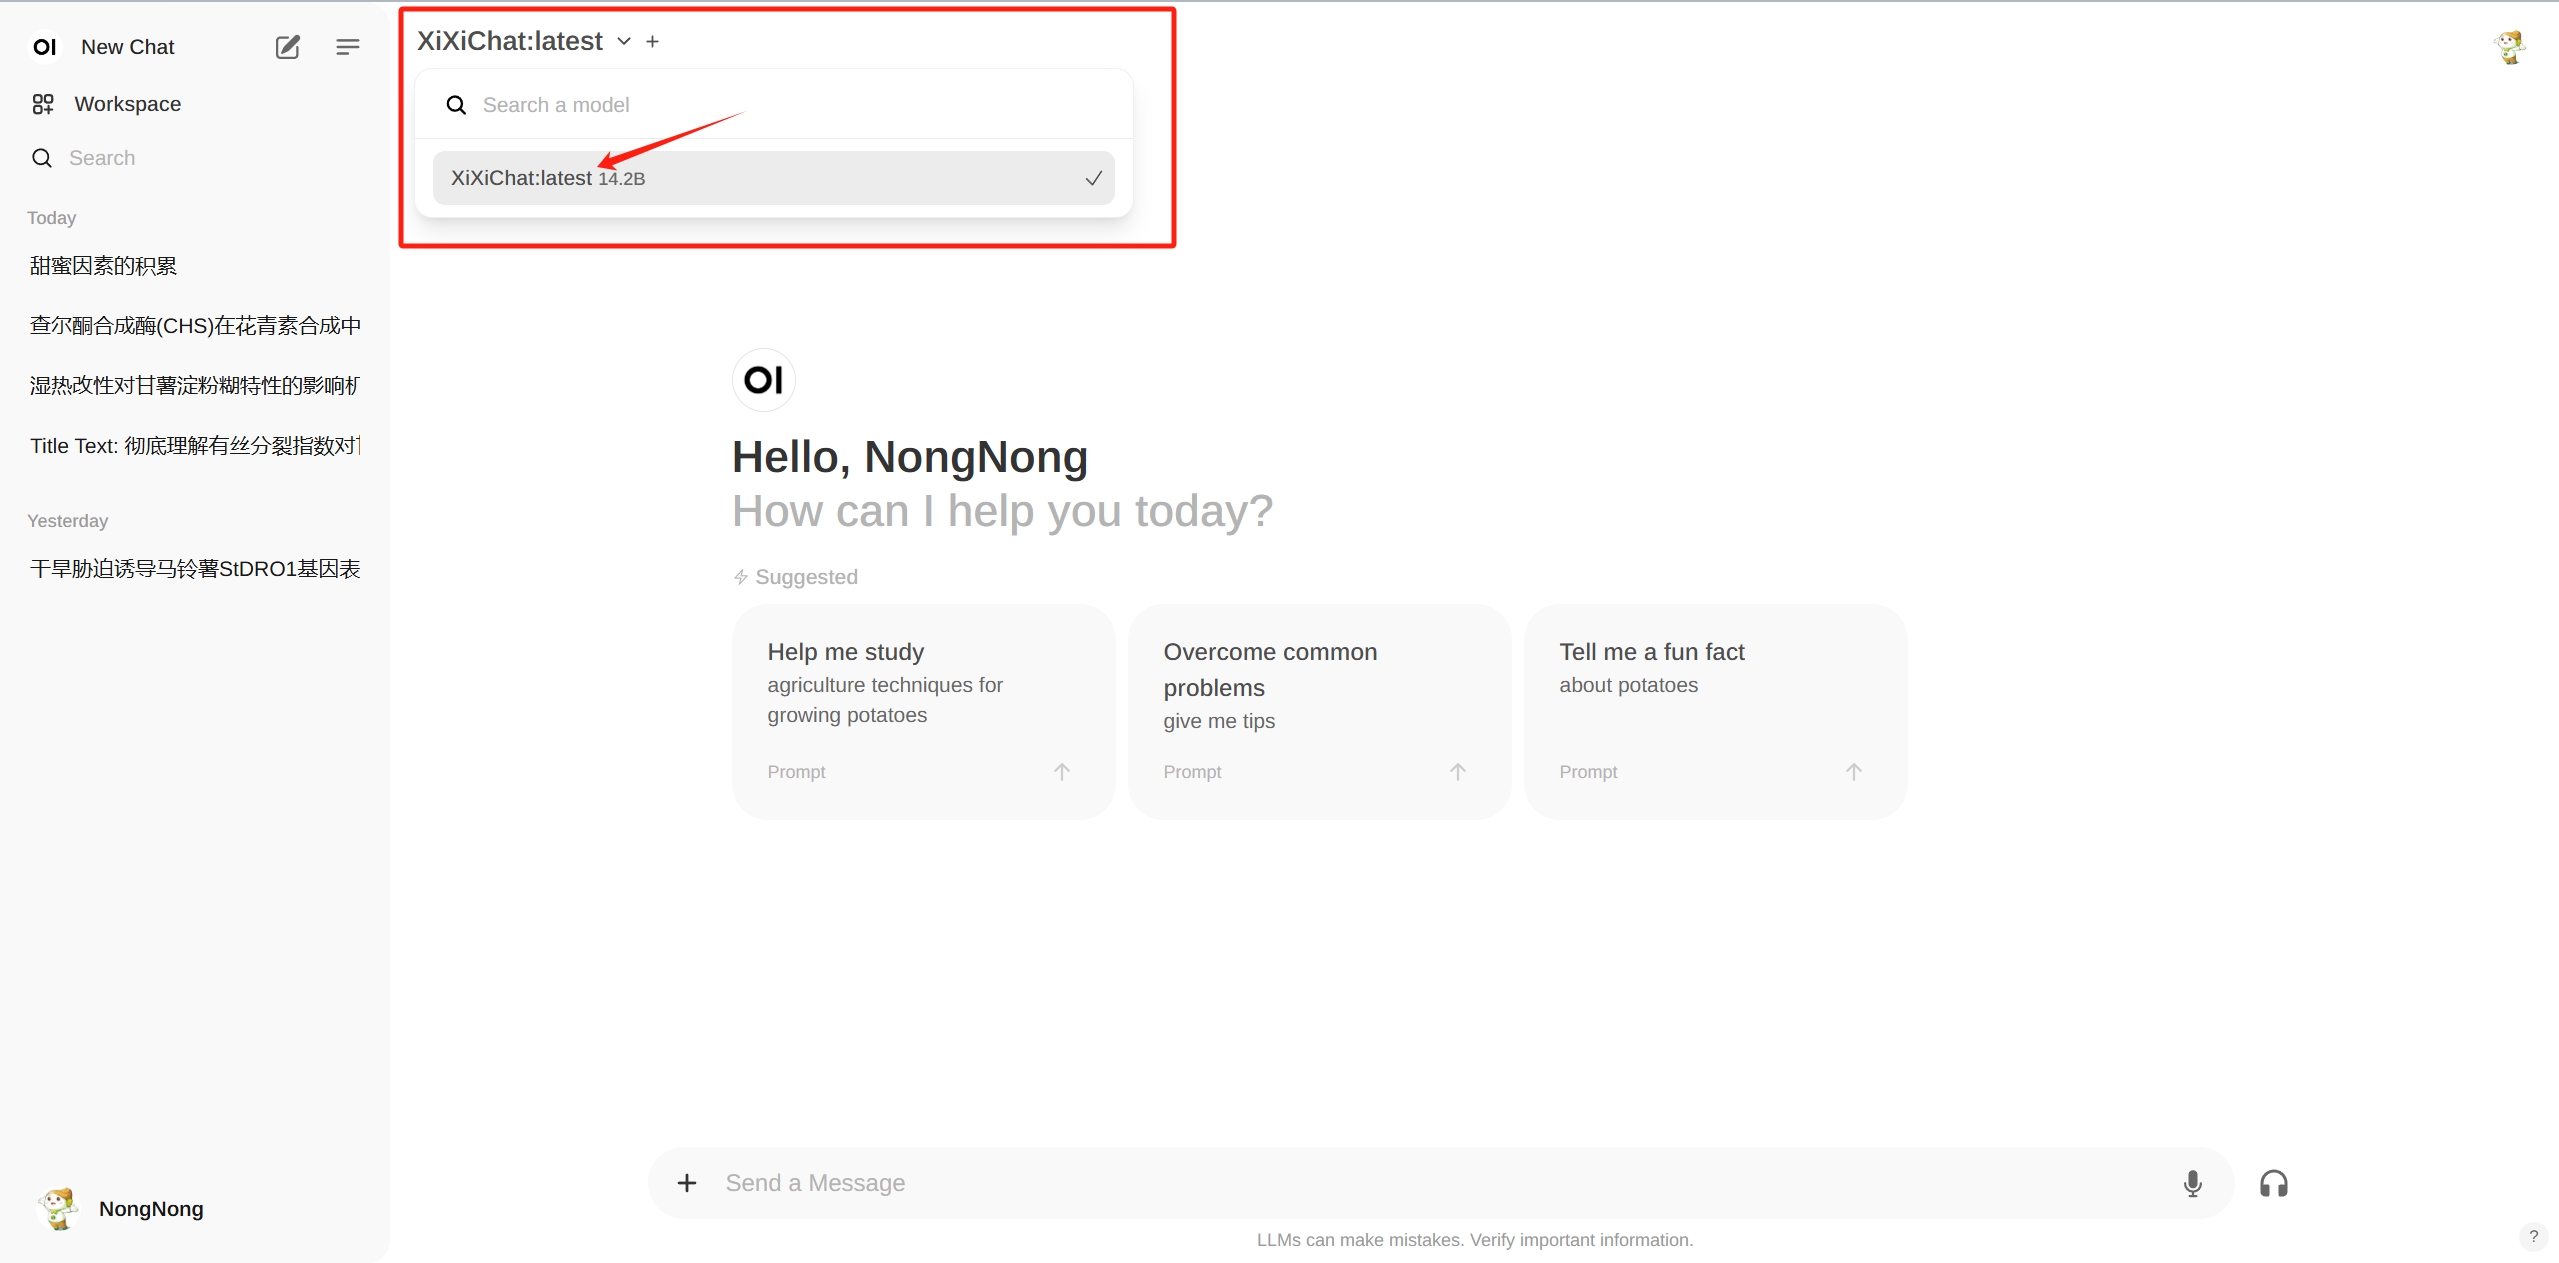 OI New Chat
Workspace
Search
Today
甜蜜因素的积累
查尔酮合成酶(CHS)在花青素合成中
湿热改性对甘薯淀粉糊特性的影响机
Title Text: 彻底理解有丝分裂指数对
Yesterday
干旱胁迫诱导马铃薯StDRO1基因表
NongNong
XiXiChat:latest
Search a model
XiXiChat:latest 14.2B
OI
Hello, NongNong
How can I help you today?
Suggested
Help me study
agriculture techniques for
growing potatoes
Prompt
Overcome common
problems
give me tips
Prompt
Tell me a fun fact
about potatoes
Prompt
Send a Message
LLMs can make mistakes. Verify important information.
?